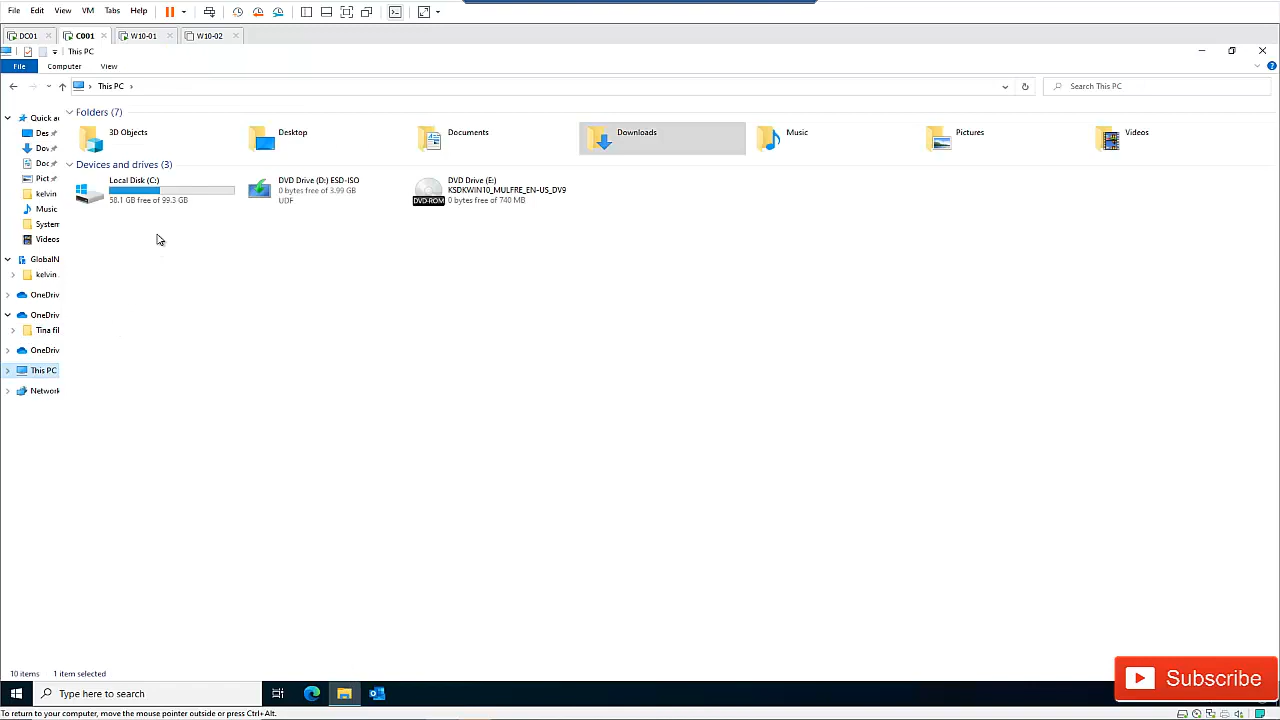 File Edit View VM Tabs Help
DC01 C001 W10-01 W10-02
This PC
File Computer View
This PC
Search This PC
Folders (7)
3D Objects Desktop Documents Downloads Music Pictures Videos
Devices and drives (3)
Local Disk (C:)
58.1 GB free of 99.3 GB
DVD Drive (D:) ESD-ISO
0 bytes free of 3.99 GB
UDF
DVD Drive (E:)
KSDKWIN10_MULFRE_EN-US_DV9
0 bytes free of 740 MB
DVD-ROM
Quick a
Des
Dov
Doc
Pict
kelvin
Music
System
Videos
GlobalN
kelvin
OneDriv
OneDriv
Tina fil
OneDriv
This PC
Network
10 items 1 item selected
Subscribe
Type here to search
To return to your computer, move the mouse pointer outside or press Ctrl+Alt.